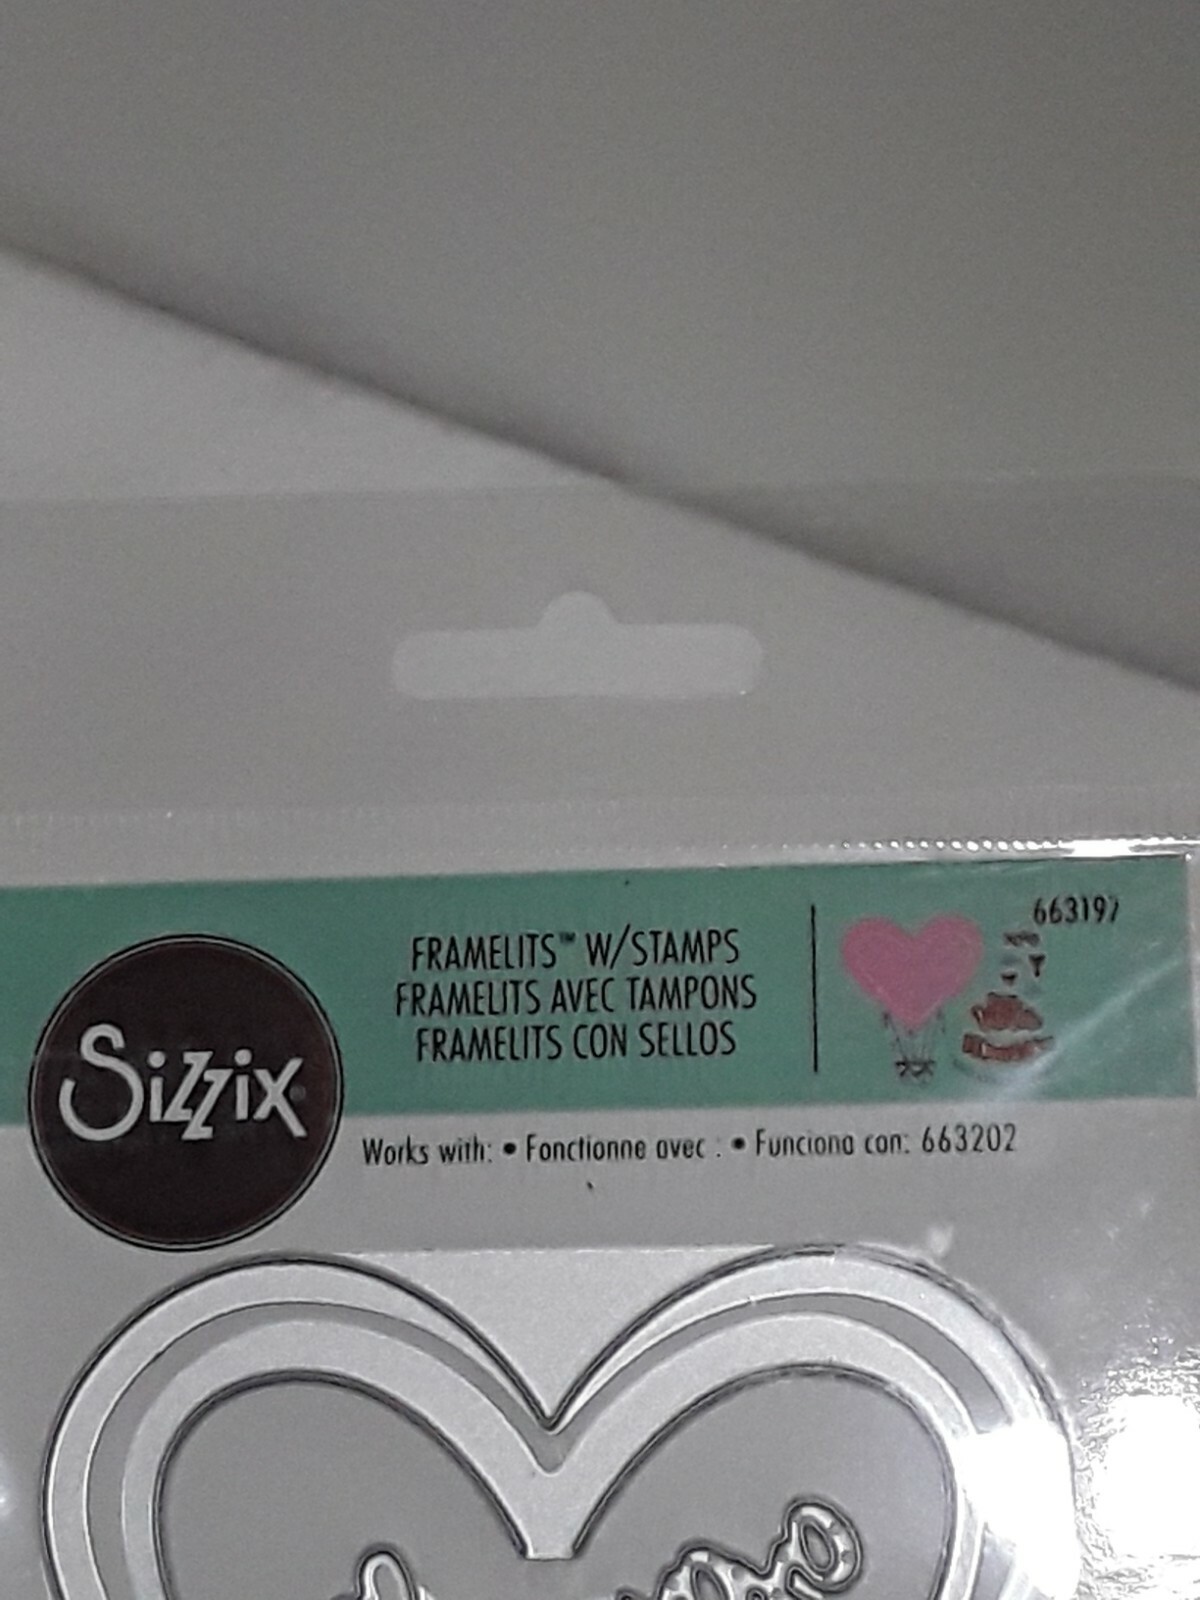 663197
FRAMELITS™ W/STAMPS
FRAMELITS AVEC TAMPONS
FRAMELITS CON SELLOS
Sizzix
Works with: • Fonctionne avec : • Funciona con: 663202